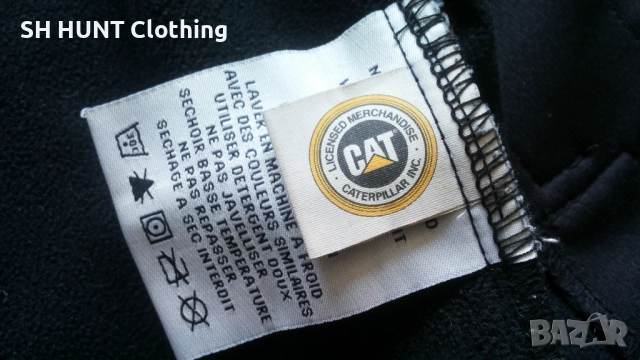 SH HUNT Clothing
LAVER EN MACHINE A FROID
AVEC DES COULEURS SIMILAIRES
UTILISER DETERGENT DOUX
NE PAS JAVELLISER
SECHOIR BASSE TEMPERATURE
NE PAS REPASSER
SECHAGE A SEC INTERDIT
LICENSED MERCHANDISE
CAT
CATERPILLAR INC.
BAZAR